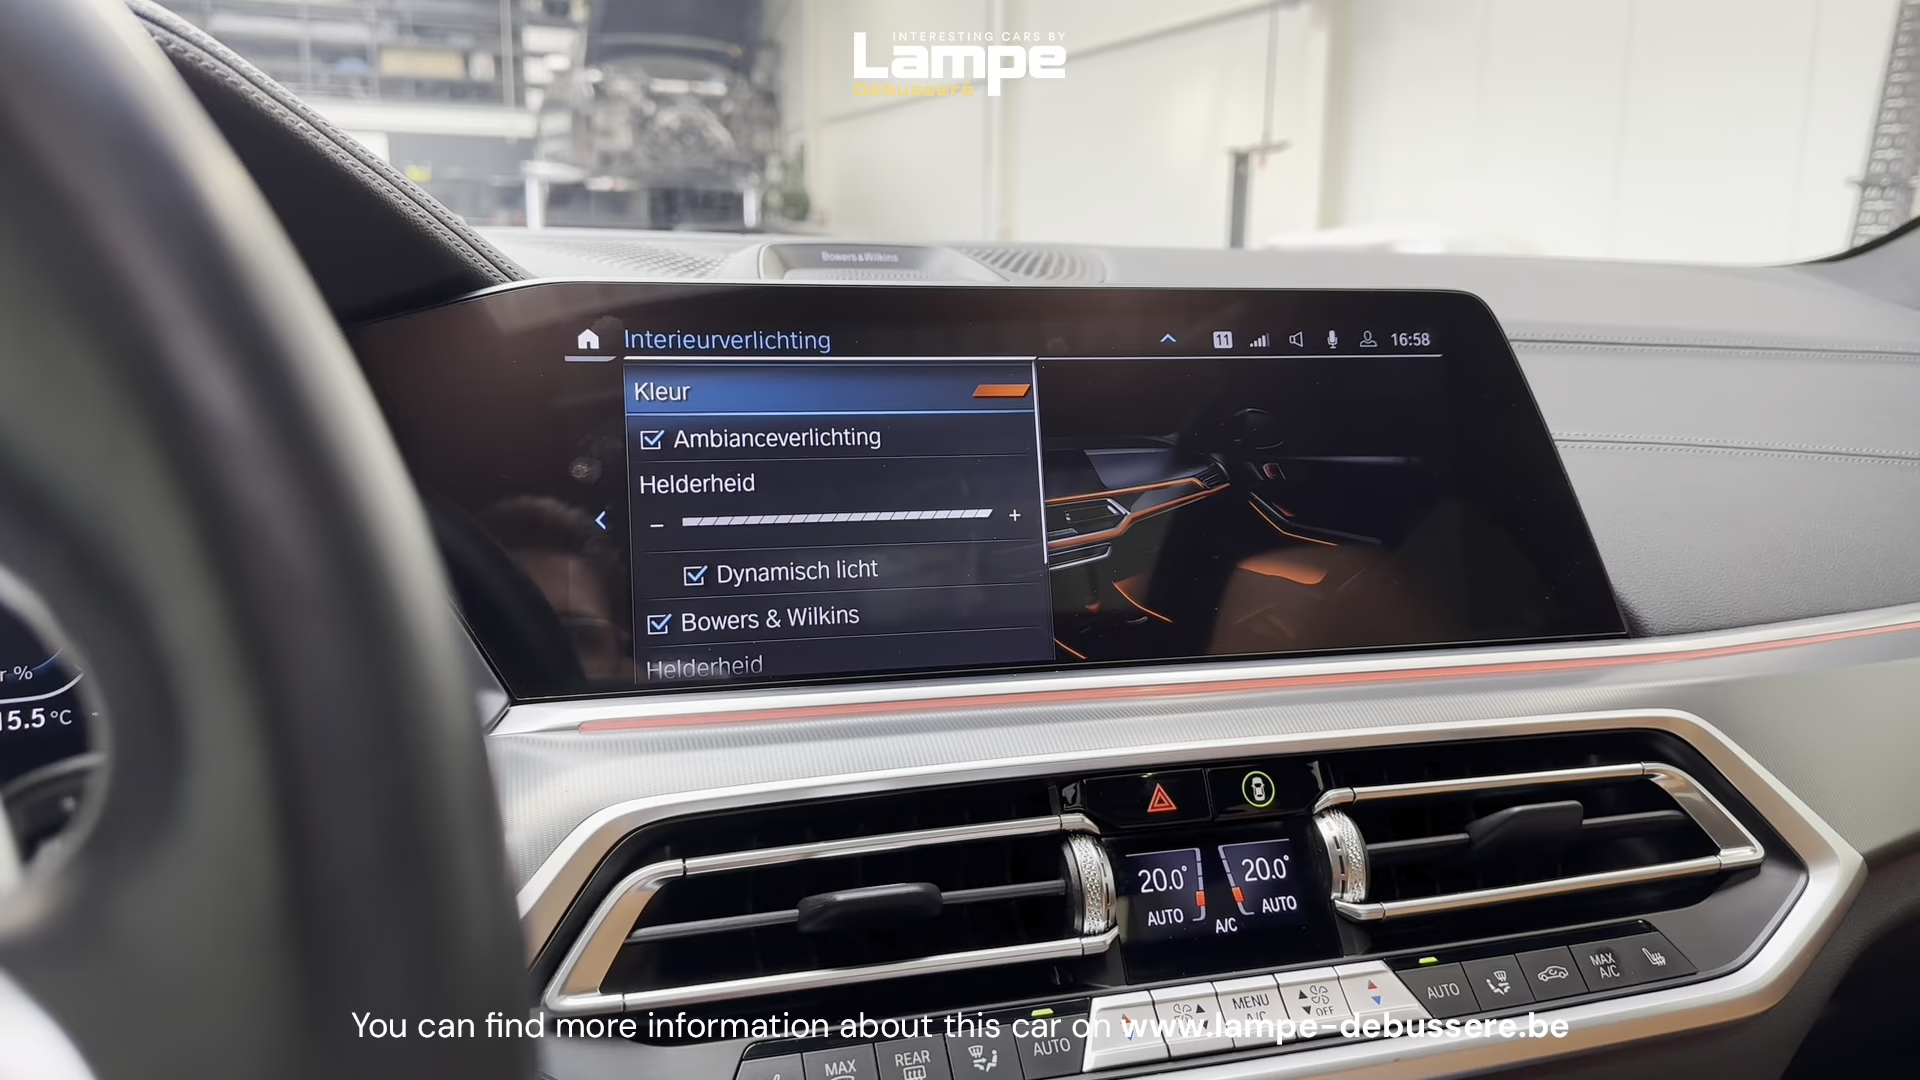 INTERESTING CARS BY
Lampe
Debussere
Bowers & Wilkins
Interieurverlichting
11
16:58
Kleur
Ambianceverlichting
Helderheid
− +
Dynamisch licht
Bowers & Wilkins
Helderheid
%
5.5 °C
20.0° 20.0°
AUTO AUTO
A/C
AUTO
MAX
A/C
MENU
A/C
OFF
AUTO
REAR
MAX
You can find more information about this car on www.lampe-debussere.be